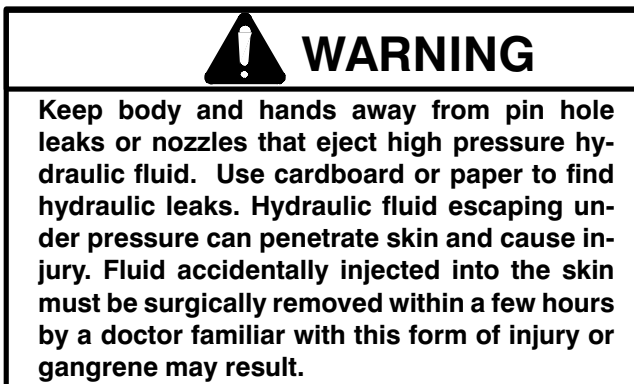 WARNING
Keep body and hands away from pin hole
leaks or nozzles that eject high pressure hy-
draulic fluid.  Use cardboard or paper to find
hydraulic leaks. Hydraulic fluid escaping un-
der pressure can penetrate skin and cause in-
jury. Fluid accidentally injected into the skin
must be surgically removed within a few hours
by a doctor familiar with this form of injury or
gangrene may result.